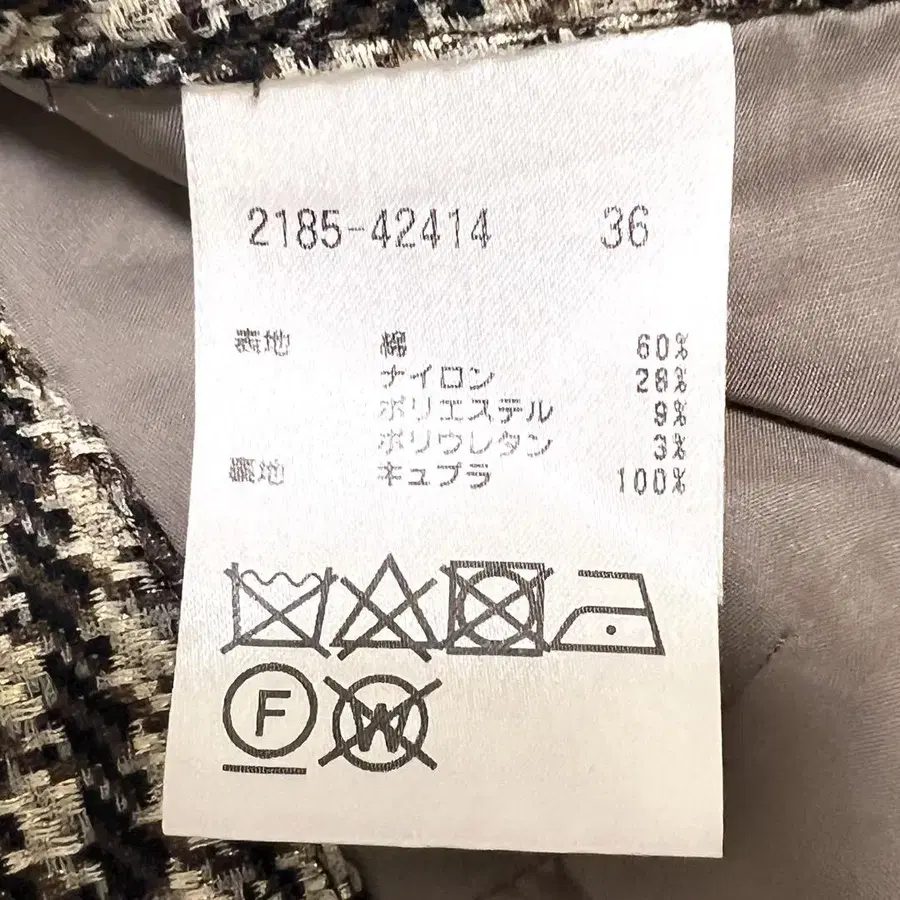 2185-42414 36
表地 綿 60%
ナイロン 28%
ポリエステル 9%
ポリウレタン 3%
裏地 キュプラ 100%
F W